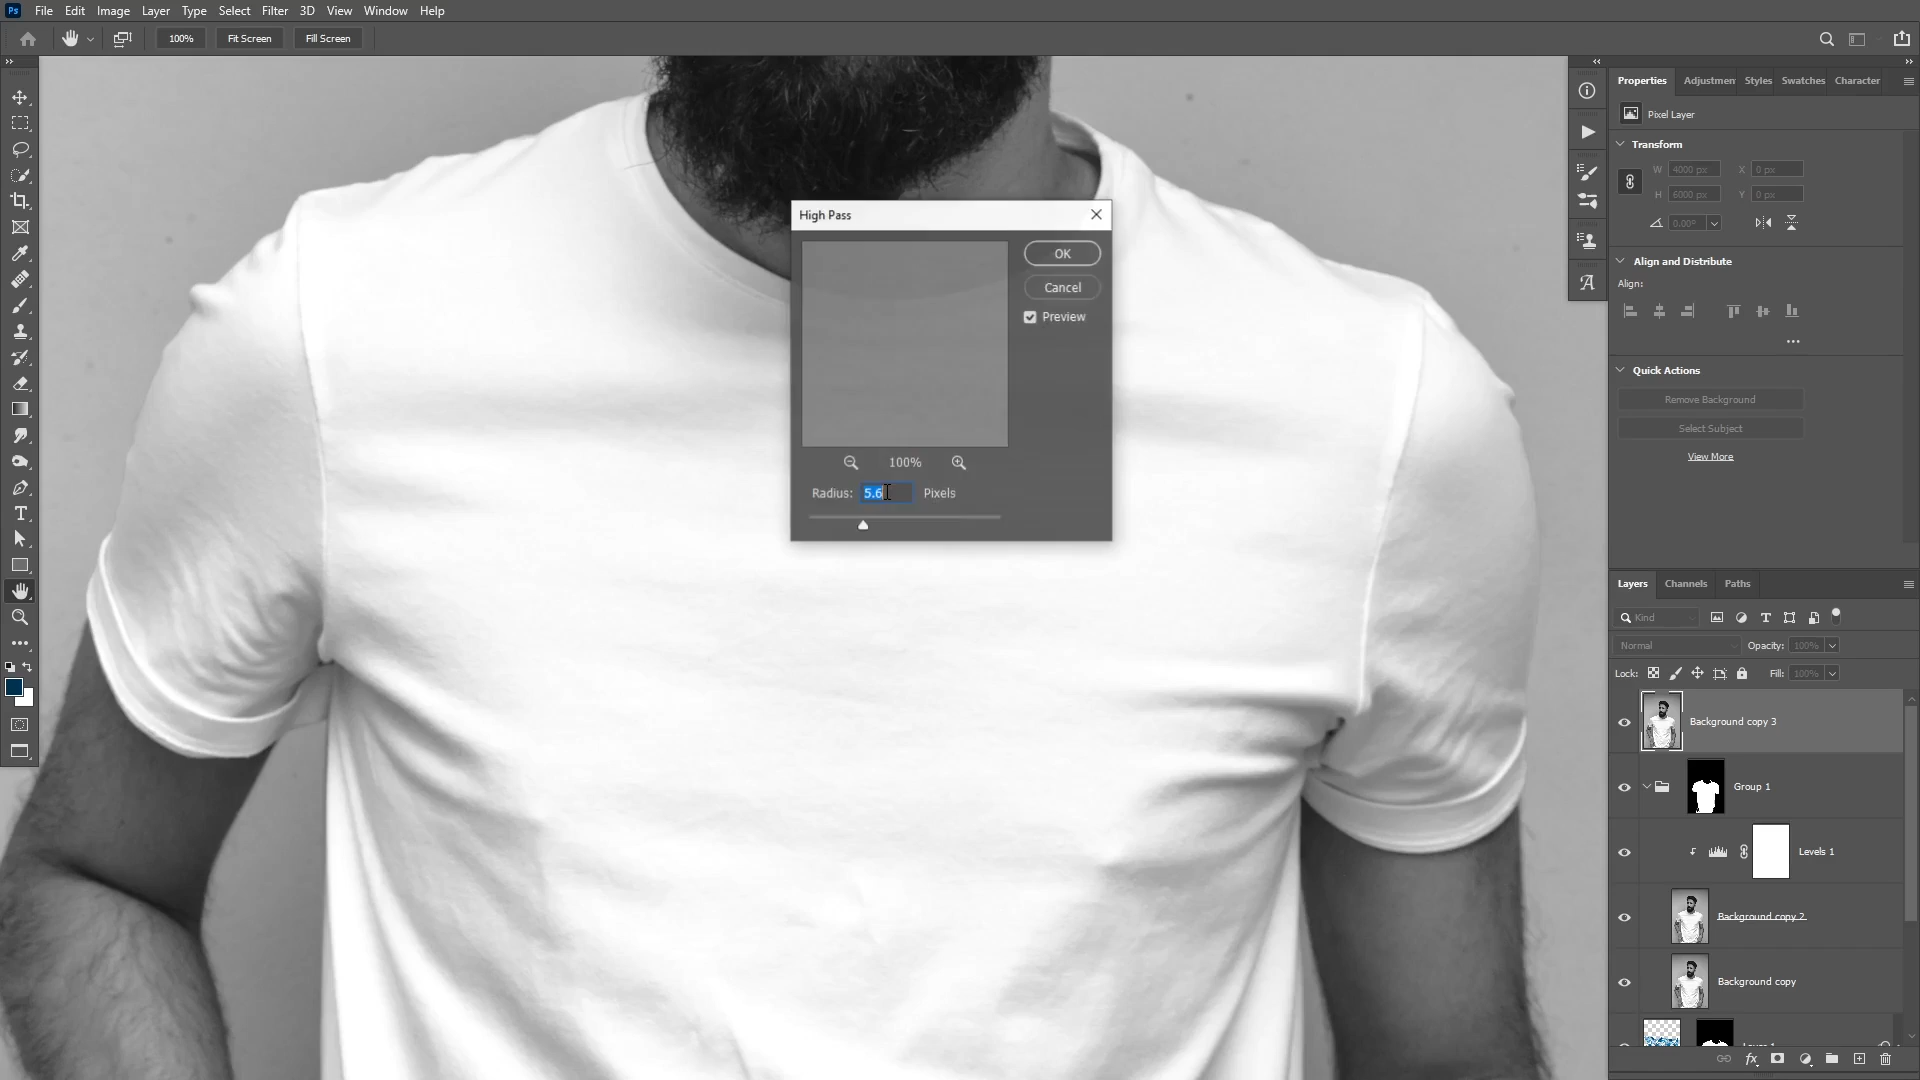 Ps File Edit Image Layer Type Select Filter 3D View Window Help
100% Fit Screen Fill Screen
Properties Adjustmen Styles Swatches Character
Pixel Layer
Transform
W 4000 px X 0 px
H 6000 px Y 0 px
0.00°
Align and Distribute
Align:
Quick Actions
Remove Background
Select Subject
View More
High Pass
OK
Cancel
Preview
100%
Radius: 5.6 Pixels
Layers Channels Paths
Kind
Normal Opacity: 100%
Lock: Fill: 100%
Background copy 3
Group 1
Levels 1
Background copy 2
Background copy